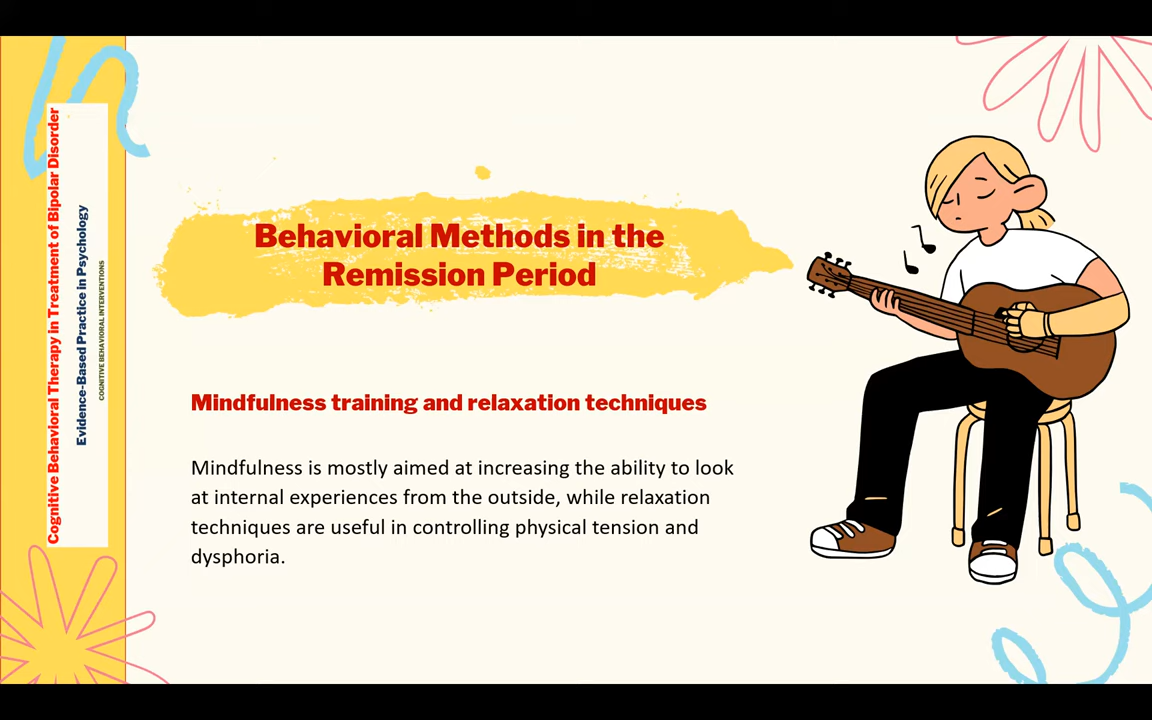 Cognitive Behavioral Therapy in Treatment of Bipolar Disorder
Evidence-Based Practice in Psychology
COGNITIVE BEHAVIORAL INTERVENTIONS
Behavioral Methods in the
Remission Period
Mindfulness training and relaxation techniques
Mindfulness is mostly aimed at increasing the ability to look
at internal experiences from the outside, while relaxation
techniques are useful in controlling physical tension and
dysphoria.